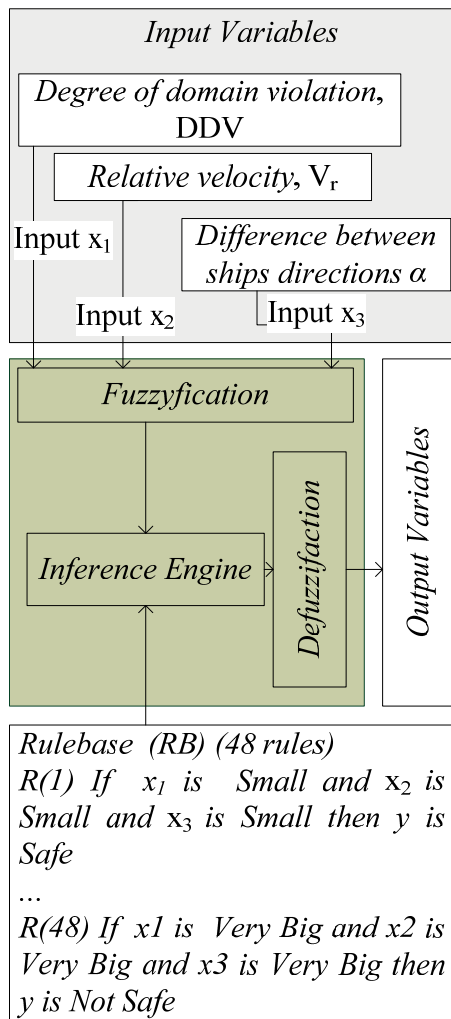 Input Variables
Degree of domain violation,
DDV
Relative velocity, Vr
Input x1
Difference between
ships directions α
Input x2
Input x3
Fuzzyfication
Inference Engine
Defuzzifaction
Output Variables
Rulebase (RB) (48 rules)
R(1) If x1 is Small and x2 is
Small and x3 is Small then y is
Safe
...
R(48) If x1 is Very Big and x2 is
Very Big and x3 is Very Big then
y is Not Safe